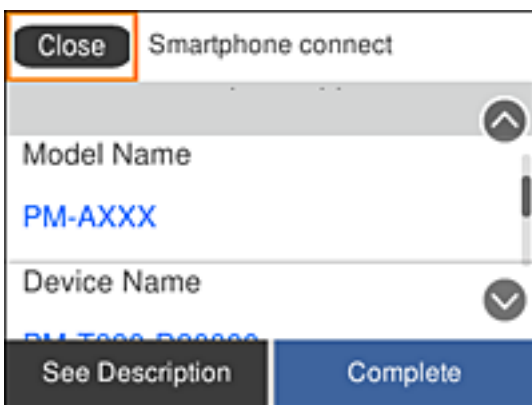 Close
Smartphone connect
Model Name
PM-AXXX
Device Name
See Description
Complete